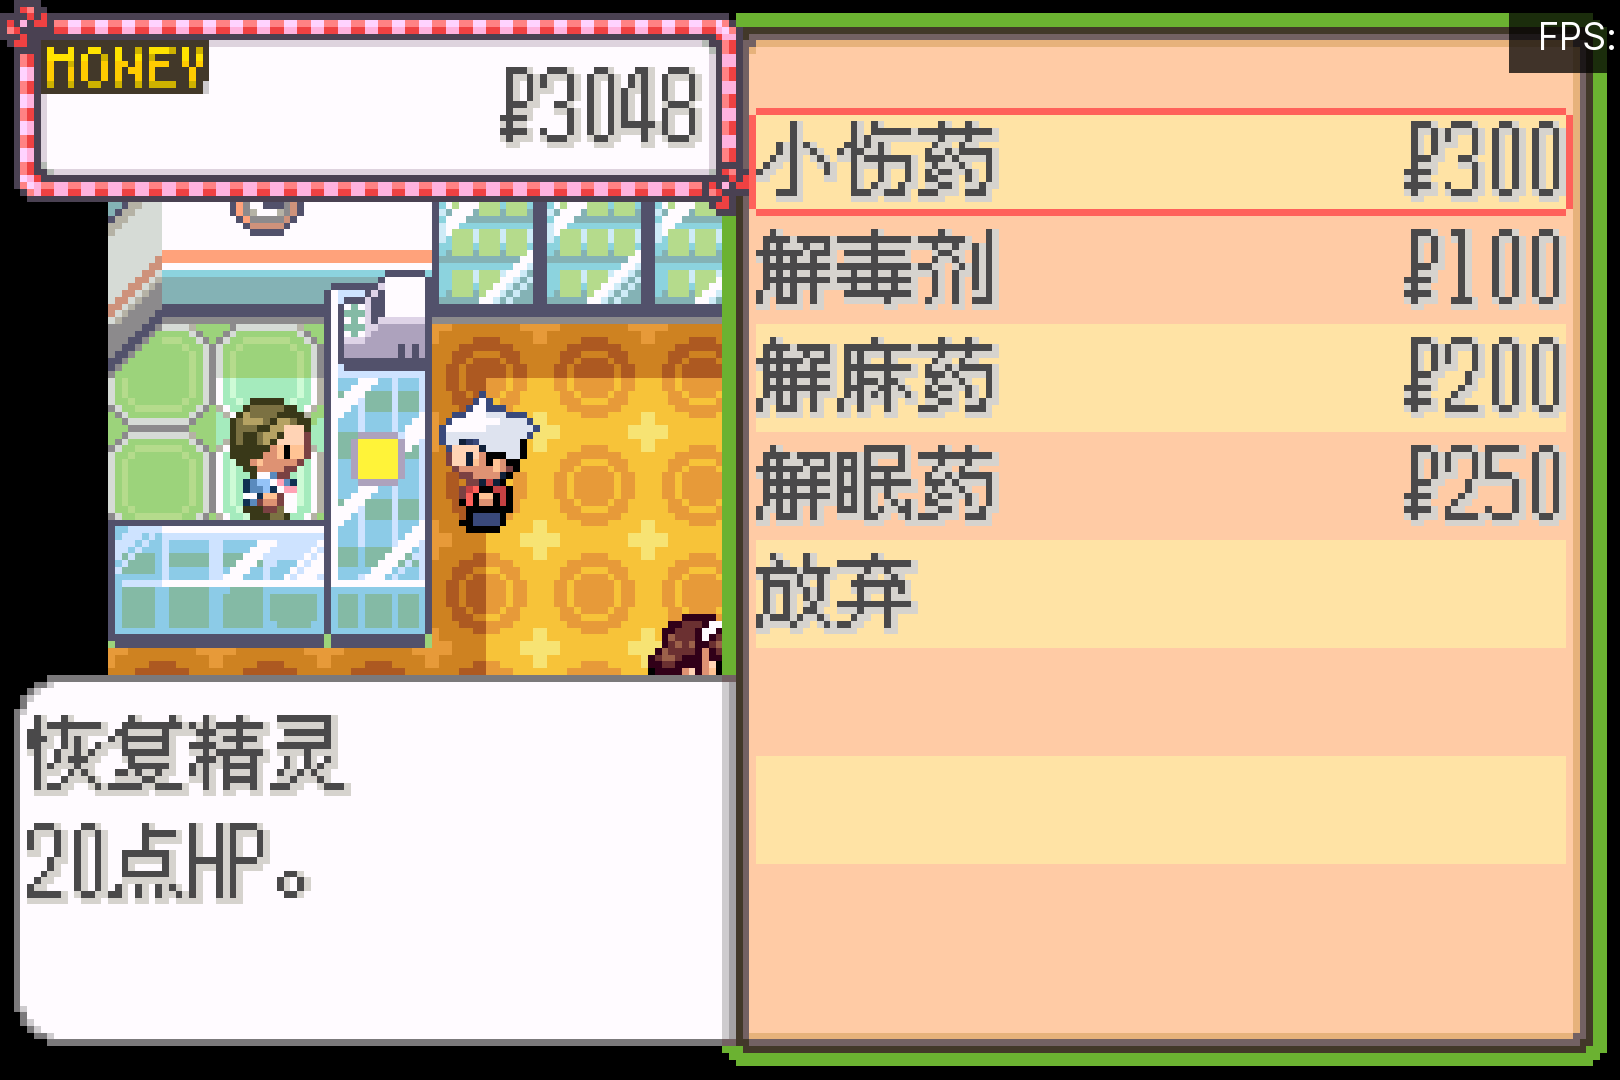 MONEY
₽3048
FPS:
小伤药 ₽300
解毒剂 ₽100
解麻药 ₽200
解眠药 ₽250
放弃
恢复精灵
20点HP。